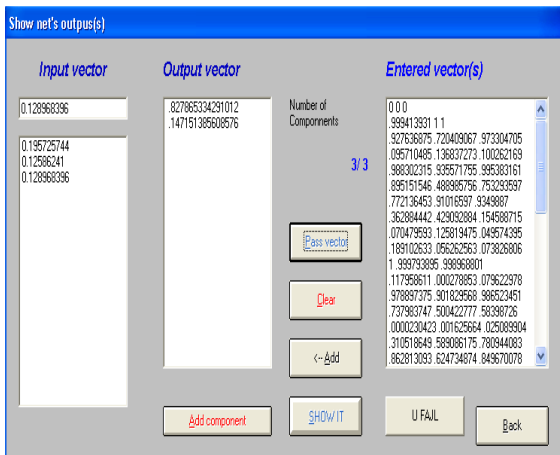 Show net's outpus(s)
Input vector
Output vector
Entered vector(s)
0.128968396
0.195725744
0.12586241
0.128968396
.827865334291012
.147151385608576
Number of
Componnents
3/ 3
Pass vector
Clear
<-- Add
SHOW IT
Add component
0 0 0
.999413931 1 1
.927636875 .720409067 .973304705
.095710485 .136837273 .100262169
.988302315 .935571755 .995383161
.895151546 .488985756 .753293597
.772136453 .91016597 .9349887
.362884442 .429092884 .154588715
.070479593 .125819475 .049574395
.189102633 .056262563 .073826806
1 .999793895 .998968801
.117958611 .000278853 .079622978
.978897375 .901829568 .986523451
.737983747 .500422777 .58398726
.0000230423 .001625664 .025089904
.310518649 .589086175 .780944083
.862813093 .624734874 .849670078
U FAJL
Back